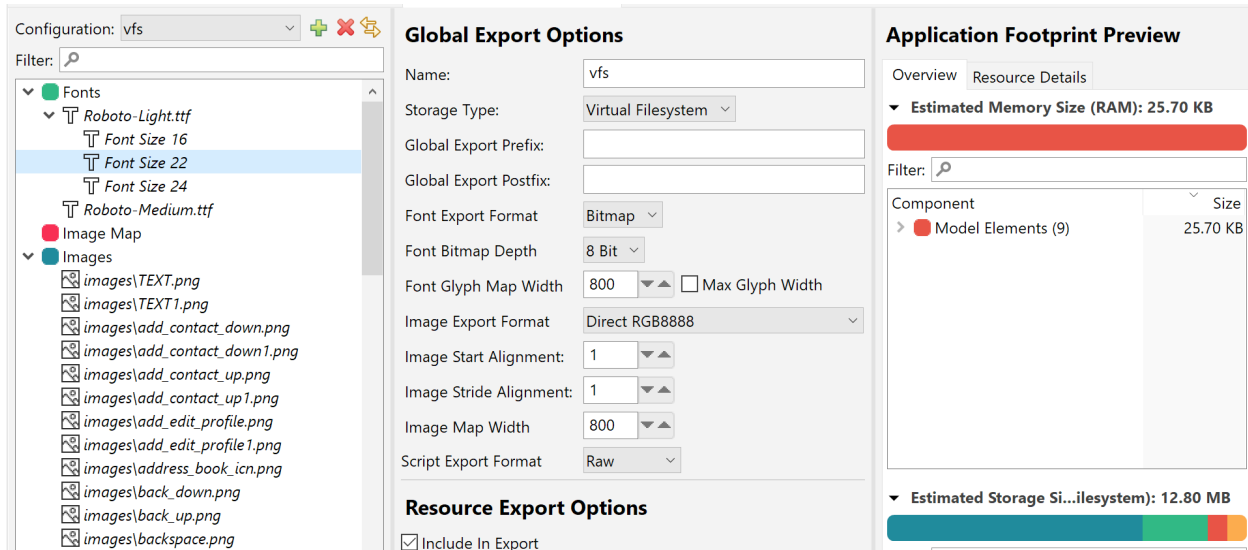 Configuration: vfs
Filter:
Fonts
Roboto-Light.ttf
Font Size 16
Font Size 22
Font Size 24
Roboto-Medium.ttf
Image Map
Images
images\TEXT.png
images\TEXT1.png
images\add_contact_down.png
images\add_contact_down1.png
images\add_contact_up.png
images\add_contact_up1.png
images\add_edit_profile.png
images\add_edit_profile1.png
images\address_book_icn.png
images\back_down.png
images\back_up.png
images\backspace.png
Global Export Options
Name: vfs
Storage Type: Virtual Filesystem
Global Export Prefix:
Global Export Postfix:
Font Export Format Bitmap
Font Bitmap Depth 8 Bit
Font Glyph Map Width 800 Max Glyph Width
Image Export Format Direct RGB8888
Image Start Alignment: 1
Image Stride Alignment: 1
Image Map Width 800
Script Export Format Raw
Resource Export Options
Include In Export
Application Footprint Preview
Overview Resource Details
Estimated Memory Size (RAM): 25.70 KB
Filter:
Component Size
Model Elements (9) 25.70 KB
Estimated Storage Si...ilesystem): 12.80 MB